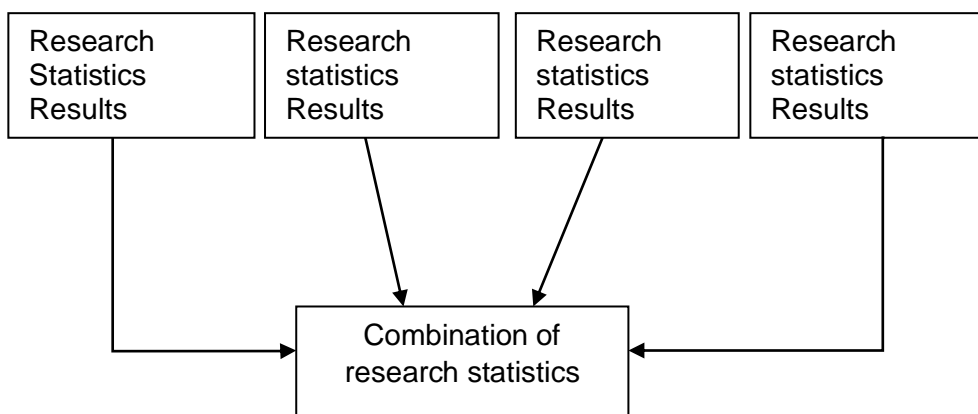 Research
Statistics
Results
Research
statistics
Results
Research
statistics
Results
Research
statistics
Results
Combination of
research statistics